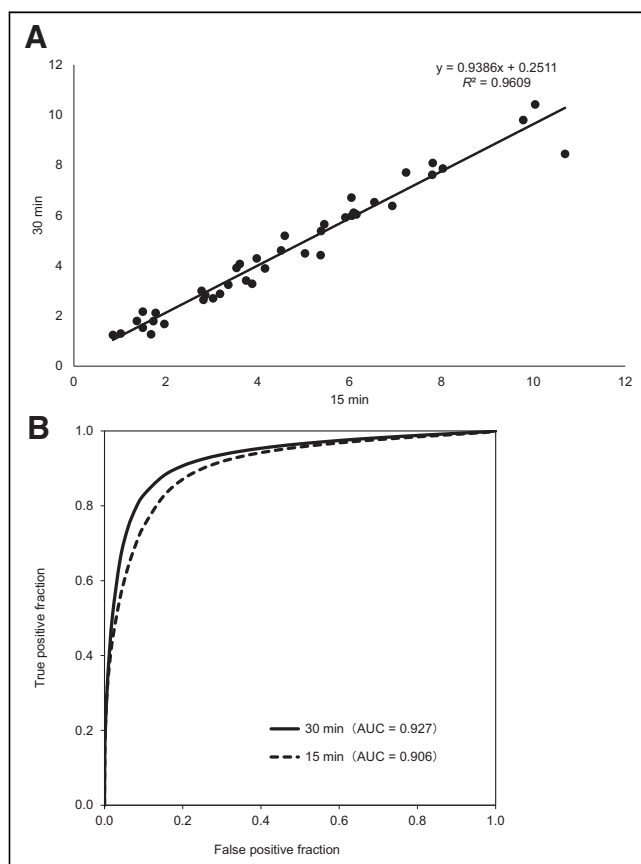 A
y = 0.9386x + 0.2511
R² = 0.9609
12
10
8
6
4
2
0
30 min
0 2 4 6 8 10 12
15 min
B
1.0
0.8
0.6
0.4
0.2
0.0
True positive fraction
30 min (AUC = 0.927)
15 min (AUC = 0.906)
0.0 0.2 0.4 0.6 0.8 1.0
False positive fraction